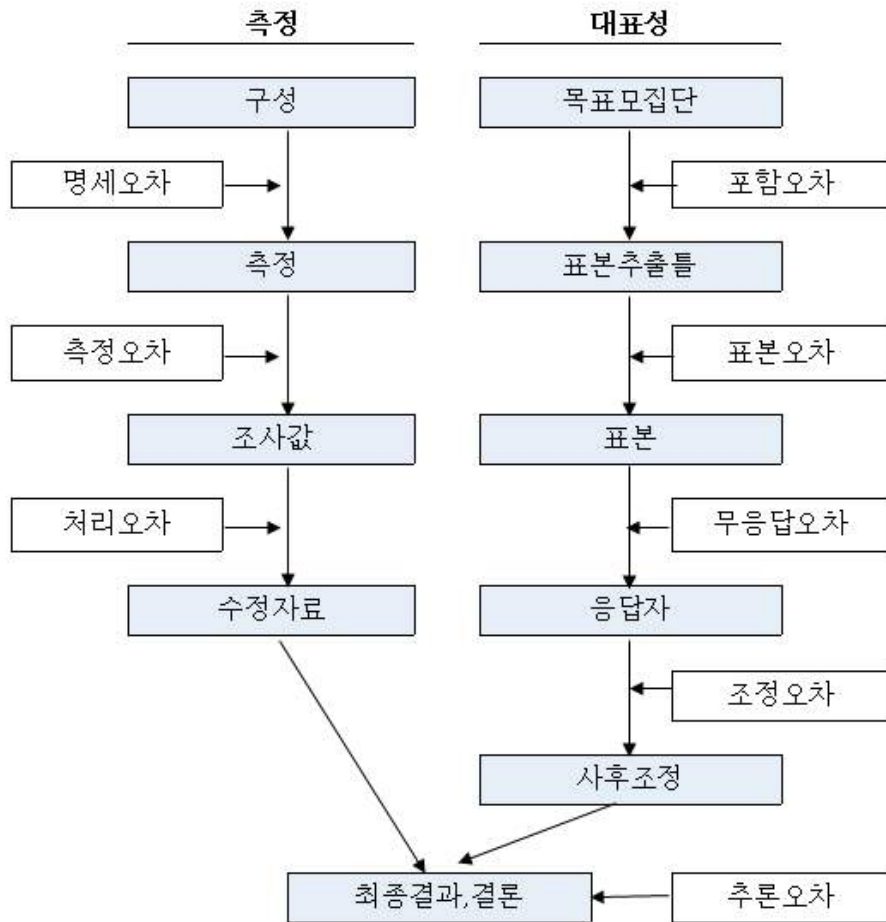 측정
대표성
구성
목표모집단
명세오차
포함오차
측정
표본추출틀
측정오차
표본오차
조사값
표본
처리오차
무응답오차
수정자료
응답자
조정오차
사후조정
최종결과,결론
추론오차